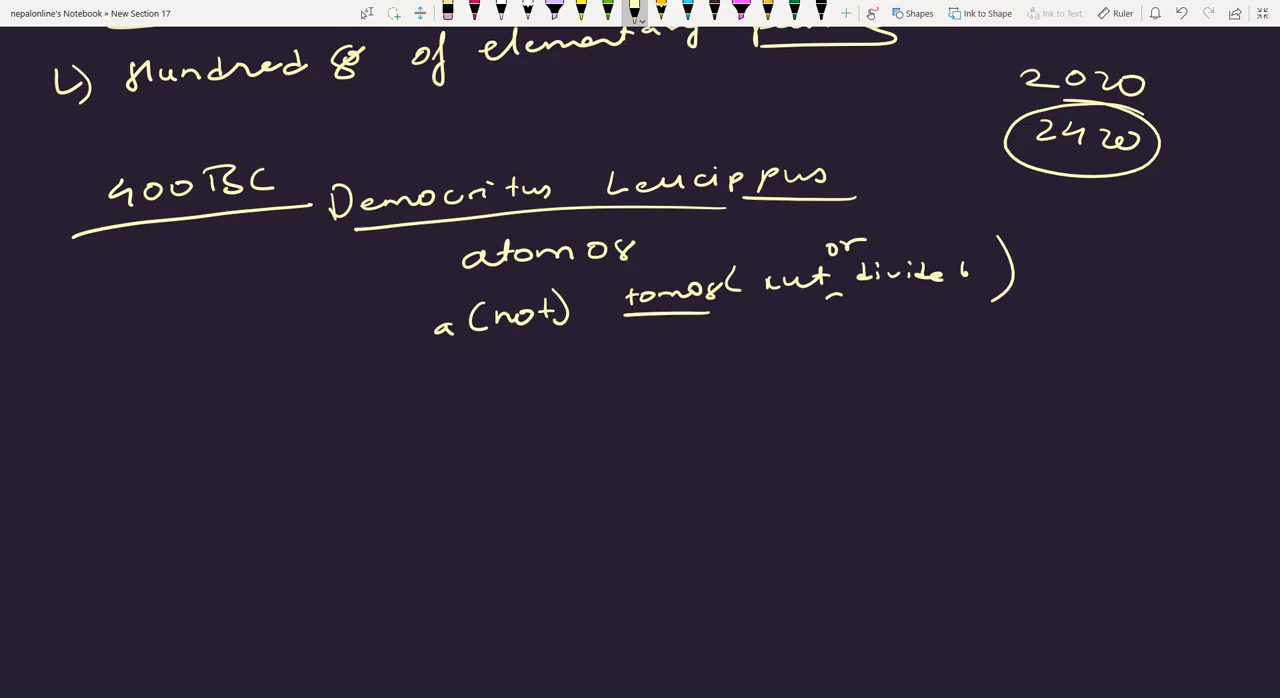 nepalonline's Notebook » New Section 17
Shapes Ink to Shape Ink to Text Ruler
L) Hundred of elementary
2020
2420
400 BC Democritus Leucippus
atomos
a (not) tomos ( cut or divide )